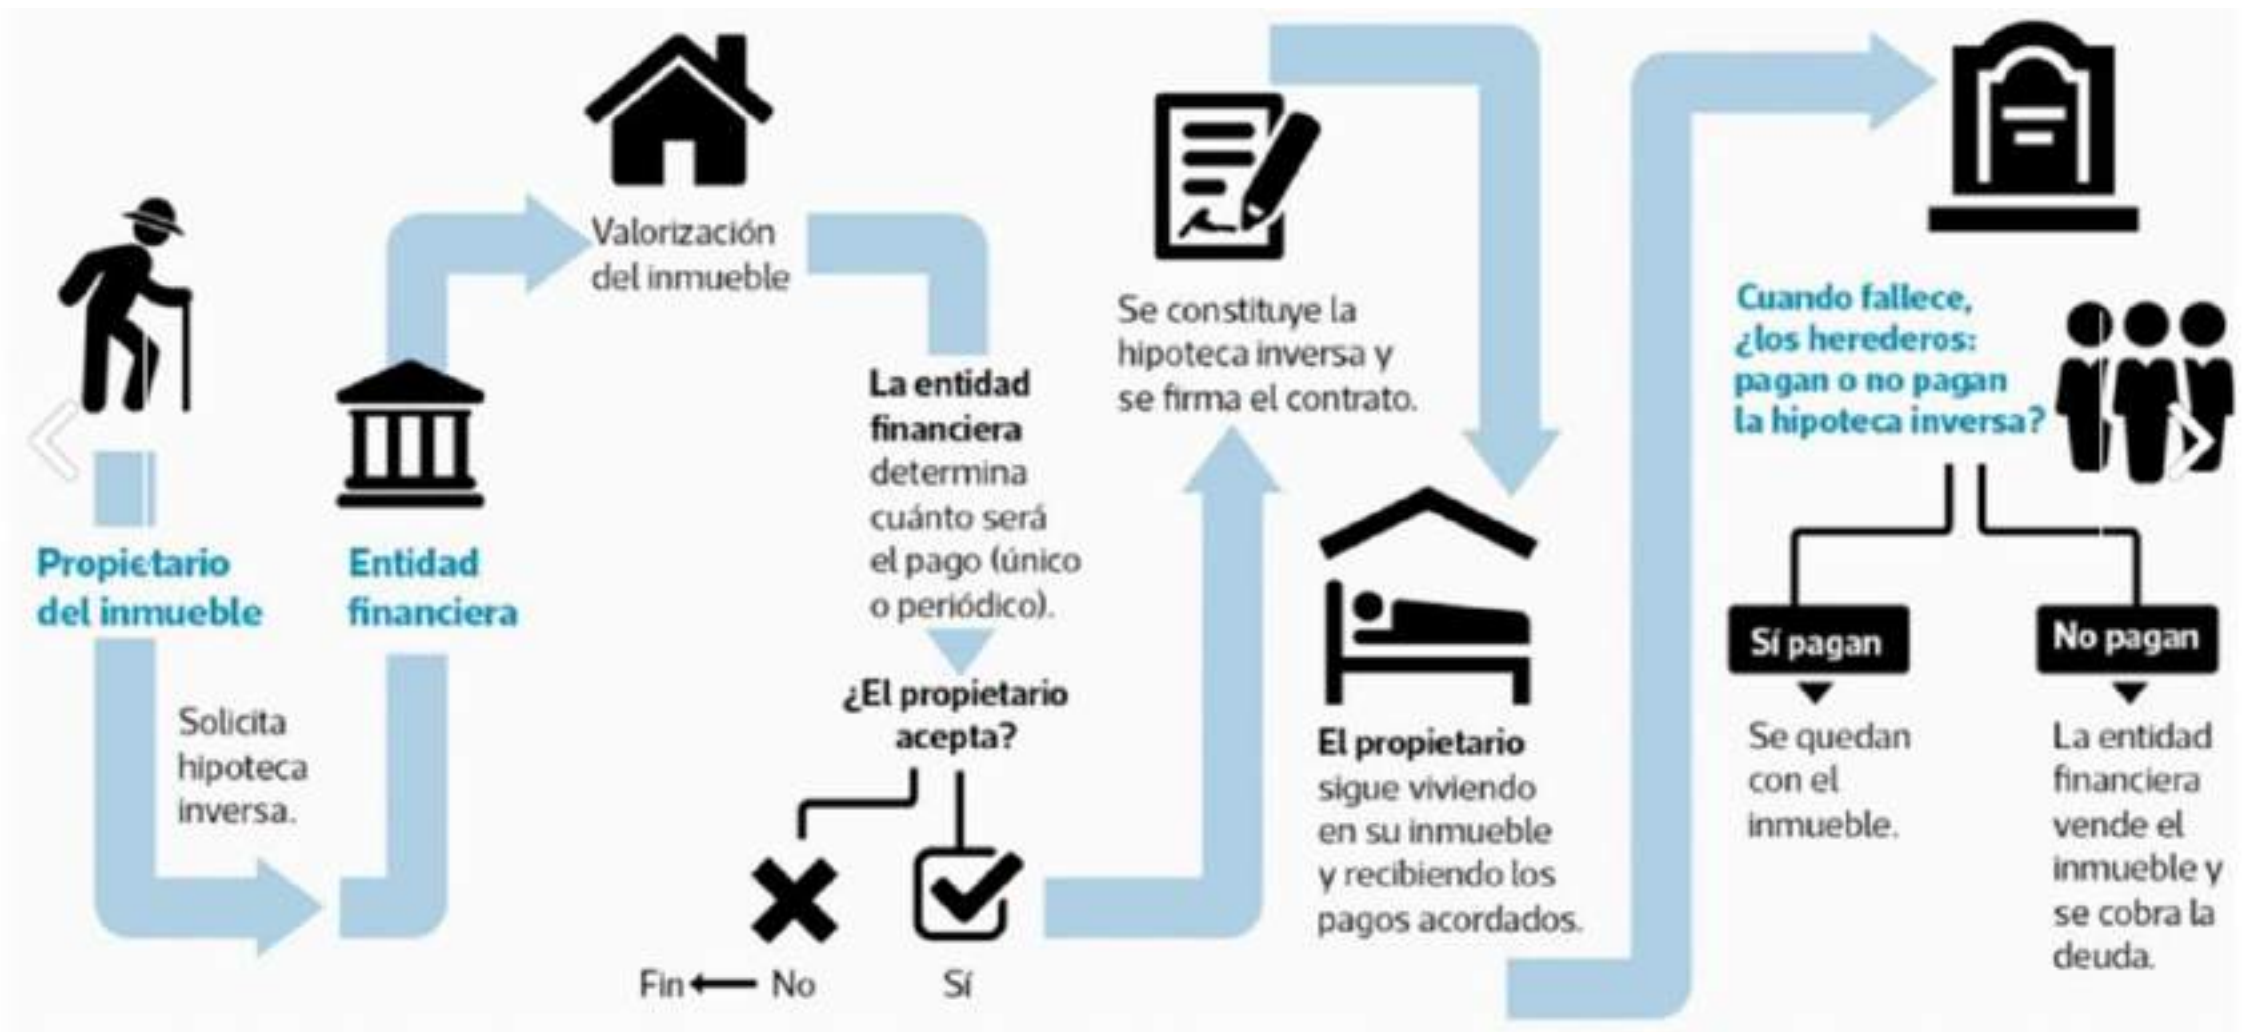 Propietario
del inmueble
Solicita
hipoteca
inversa.
Entidad
financiera
Valorización
del inmueble
La entidad
financiera
determina
cuánto será
el pago (único
o periódico).
¿El propietario
acepta?
Fin
No
Sí
Se constituye la
hipoteca inversa y
se firma el contrato.
El propietario
sigue viviendo
en su inmueble
y recibiendo los
pagos acordados.
Cuando fallece,
¿los herederos:
pagan o no pagan
la hipoteca inversa?
Sí pagan
Se quedan
con el
inmueble.
No pagan
La entidad
financiera
vende el
inmueble y
se cobra la
deuda.